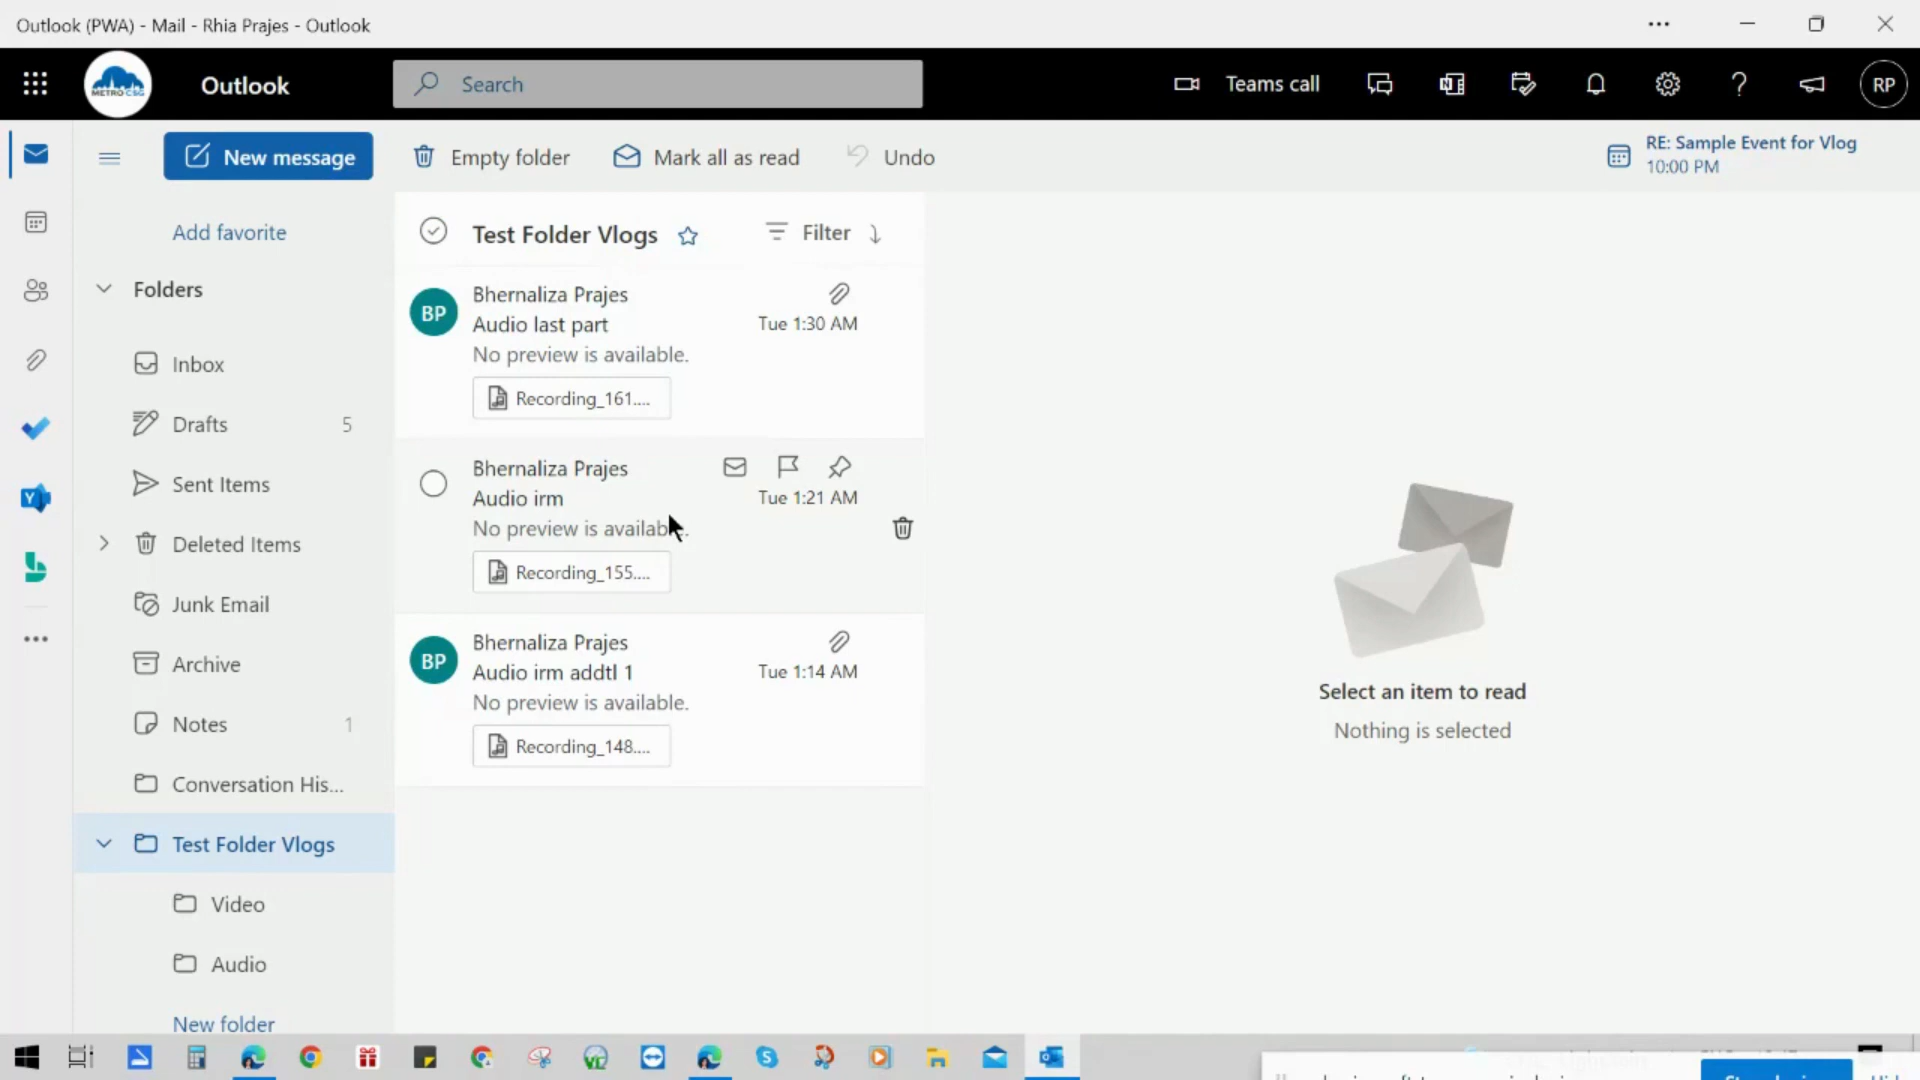 Outlook (PWA) - Mail - Rhia Prajes - Outlook
METRO CSG
Outlook
Search
Teams call
RP
New message
Empty folder
Mark all as read
Undo
RE: Sample Event for Vlog
10:00 PM
Add favorite
Folders
Inbox
Drafts 5
Sent Items
Deleted Items
Junk Email
Archive
Notes 1
Conversation His...
Test Folder Vlogs
Video
Audio
New folder
Test Folder Vlogs
Filter
BP
Bhernaliza Prajes
Audio last part
Tue 1:30 AM
No preview is available.
Recording_161....
Bhernaliza Prajes
Audio irm
Tue 1:21 AM
No preview is available.
Recording_155....
BP
Bhernaliza Prajes
Audio irm addtl 1
Tue 1:14 AM
No preview is available.
Recording_148....
Select an item to read
Nothing is selected